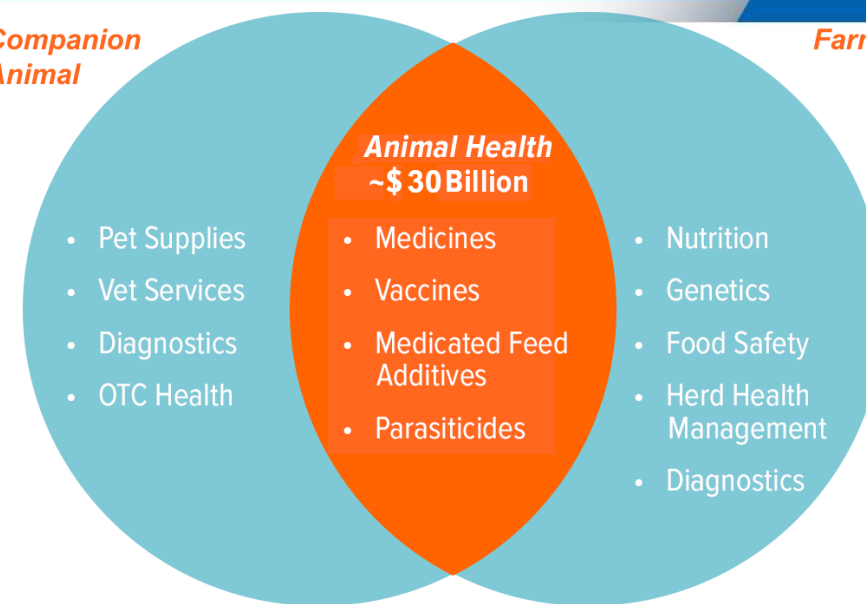 Companion
Animal
Farm
Animal Health
~$ 30 Billion
• Pet Supplies
• Vet Services
• Diagnostics
• OTC Health
• Medicines
• Vaccines
• Medicated Feed
Additives
• Parasiticides
• Nutrition
• Genetics
• Food Safety
• Herd Health
Management
• Diagnostics